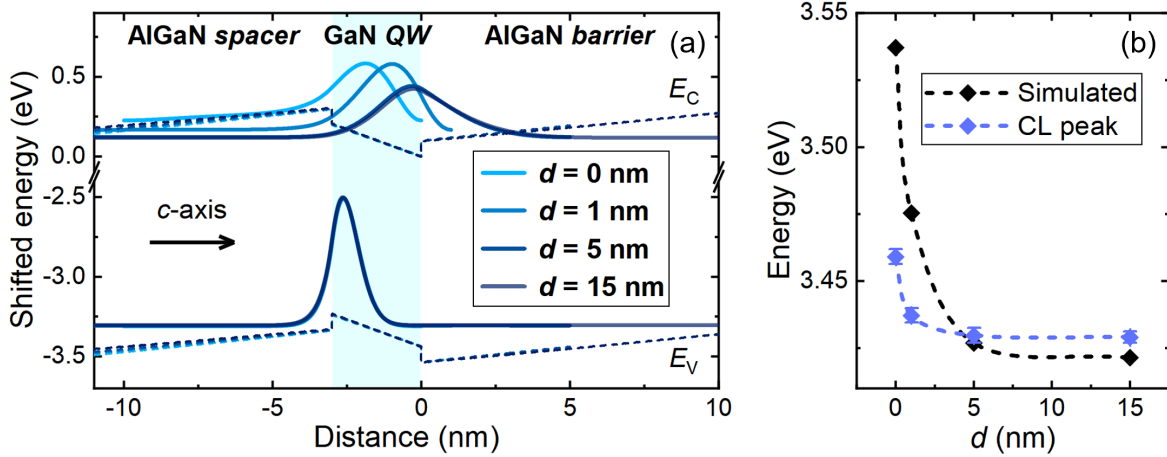 AlGaN spacer GaN QW AlGaN barrier (a)
Shifted energy (eV)
0.5
0.0
-2.5
-3.0
-3.5
E_C
c-axis
d = 0 nm
d = 1 nm
d = 5 nm
d = 15 nm
E_V
-10 -5 0 5 10
Distance (nm)
(b)
Energy (eV)
3.55
3.50
3.45
Simulated
CL peak
0 5 10 15
d (nm)